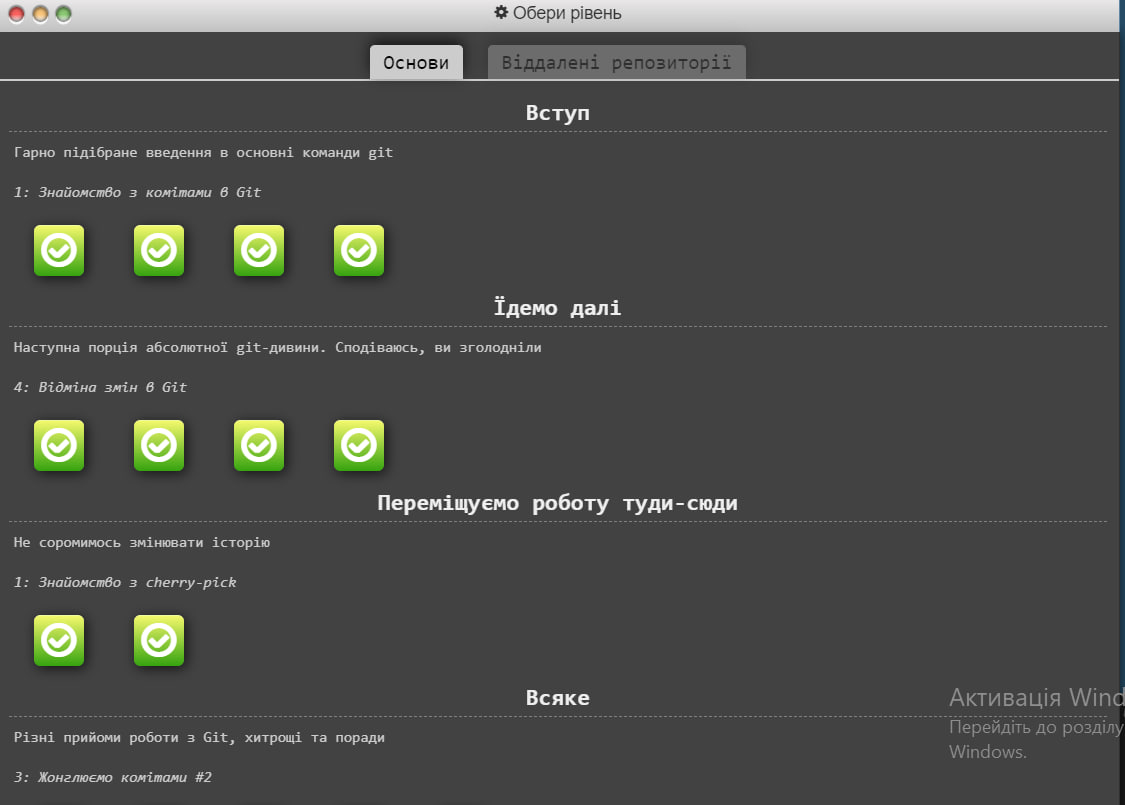 Обери рівень
Основи
Віддалені репозиторії
Вступ
Гарно підібране введення в основні команди git
1: Знайомство з комітами в Git
Їдемо далі
Наступна порція абсолютної git-дивини. Сподіваюсь, ви зголодніли
4: Відміна змін в Git
Переміщуємо роботу туди-сюди
Не соромимось змінювати історію
1: Знайомство з cherry-pick
Всяке
Різні прийоми роботи з Git, хитрощі та поради
3: Жонглюємо комітами #2
Активація Wind
Перейдіть до розділу
Windows.